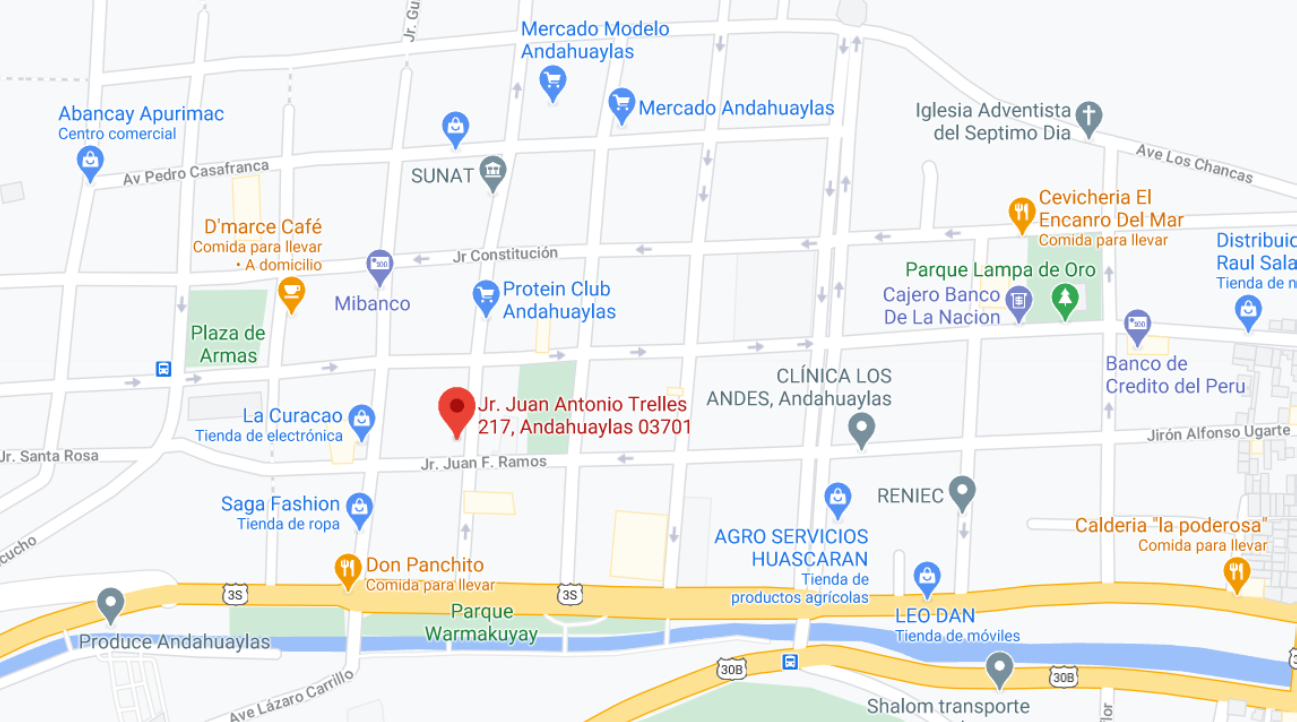 Jr. Gu
Mercado Modelo
Andahuaylas
Mercado Andahuaylas
Abancay Apurimac
Centro comercial
Iglesia Adventista
del Septimo Dia
Av Pedro Casafranca
SUNAT
Ave Los Chancas
D'marce Café
Comida para llevar
• A domicilio
Cevicheria El
Encanro Del Mar
Comida para llevar
Jr Constitución
Mibanco
Protein Club
Andahuaylas
Parque Lampa de Oro
Cajero Banco
De La Nacion
Distribuic
Raul Sala
Tienda de n
Plaza de
Armas
Banco de
Credito del Peru
CLÍNICA LOS
ANDES, Andahuaylas
La Curacao
Tienda de electrónica
Jr. Juan Antonio Trelles
217, Andahuaylas 03701
Jirón Alfonso Ugarte
Jr. Santa Rosa
Jr. Juan F. Ramos
Saga Fashion
Tienda de ropa
RENIEC
AGRO SERVICIOS
HUASCARAN
Tienda de
productos agrícolas
Calderia "la poderosa"
Comida para llevar
cucho
Don Panchito
Comida para llevar
3S
3S
Parque
Warmakuyay
LEO DAN
Tienda de móviles
Produce Andahuaylas
30B
30B
3
Ave Lázaro Carrillo
Shalom transporte
lor